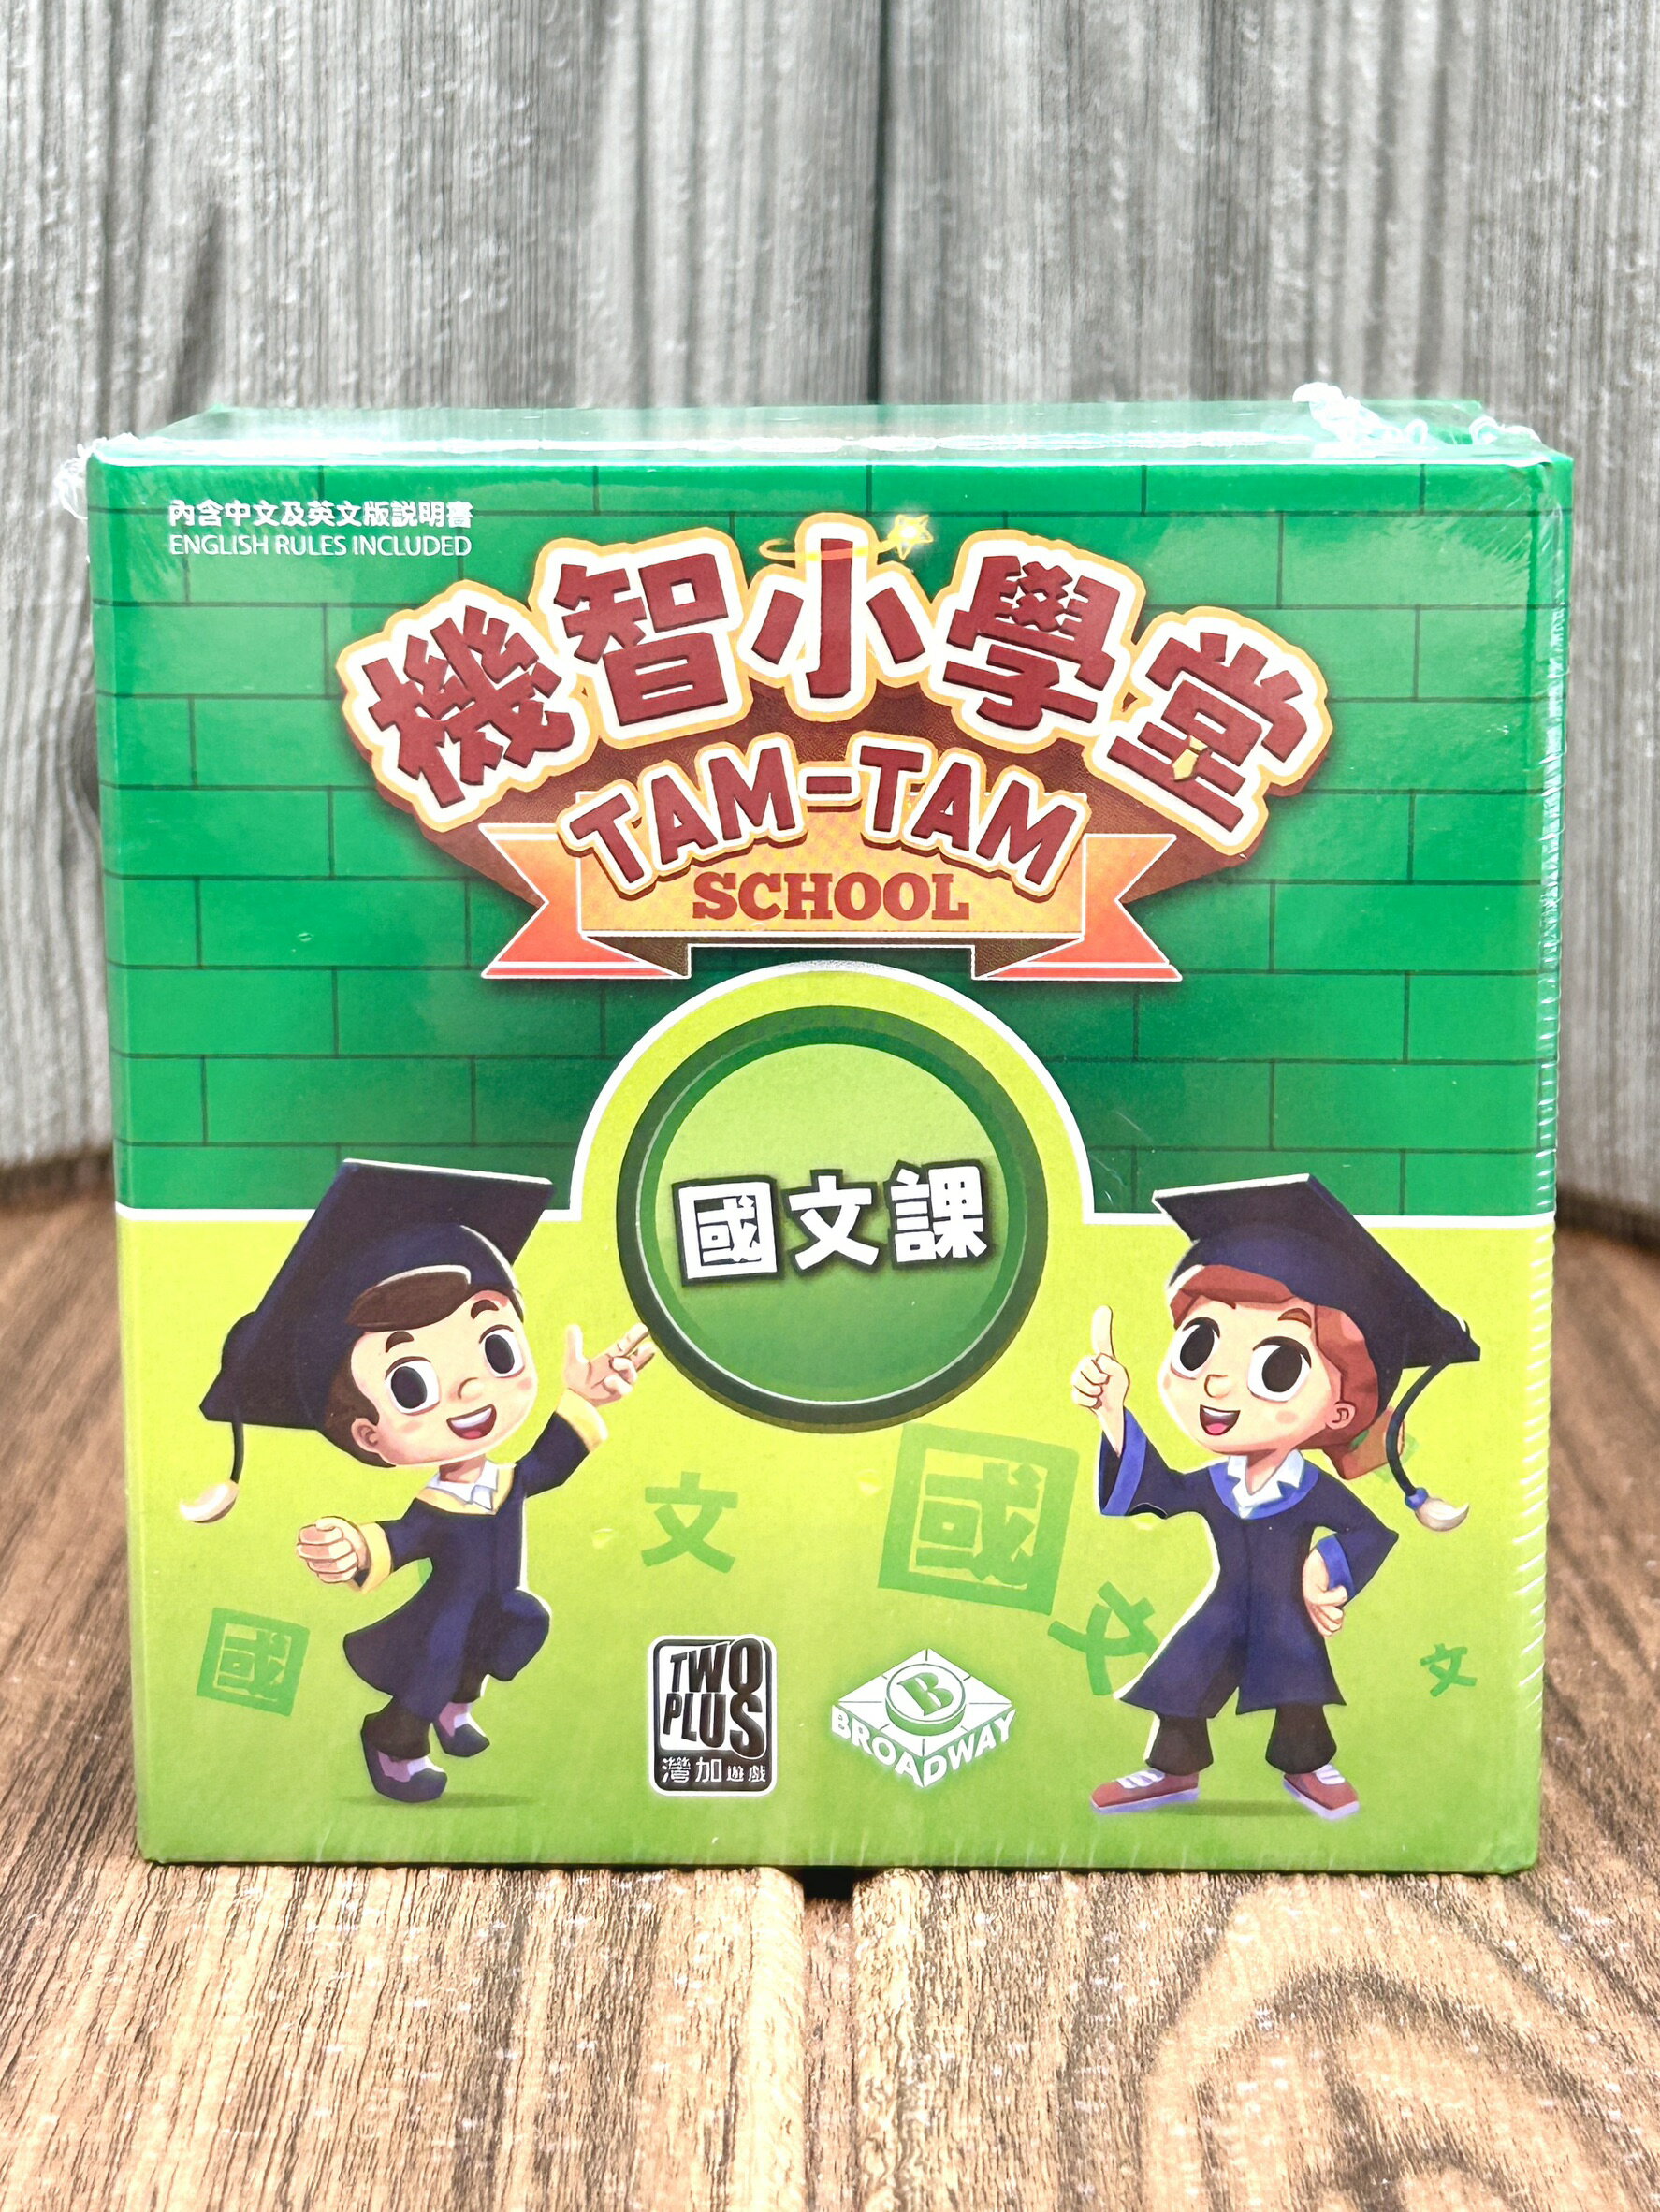 內含中文及英文版説明書
ENGLISH RULES INCLUDED
機智小學堂
TAM-TAM
SCHOOL
國文課
文
國
國
文
文
TWO
PLUS
灣加遊戲
B
BROADWAY